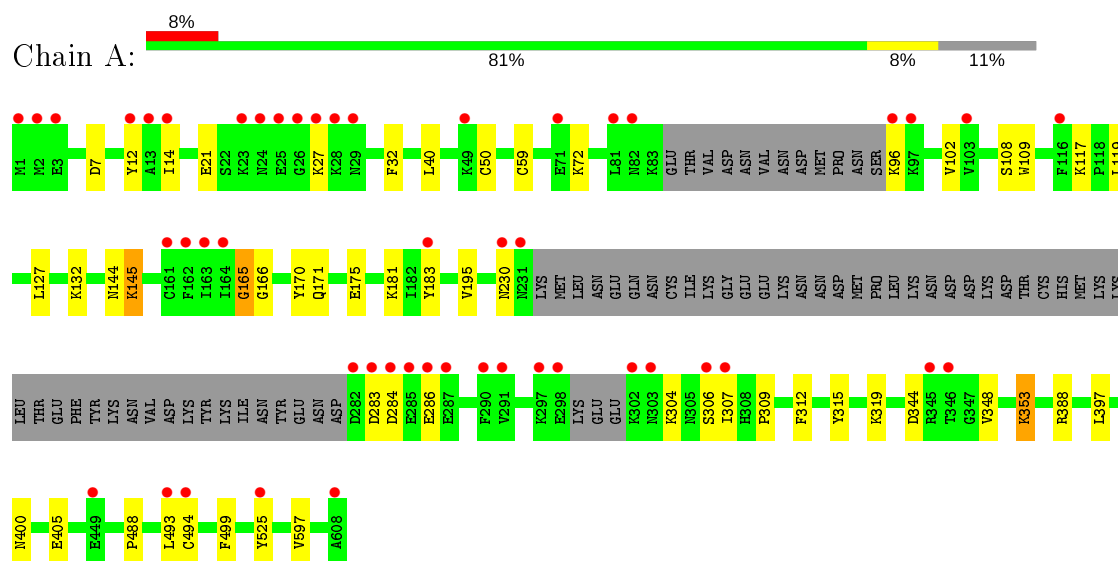 8%
Chain A:
81% 8% 11%
M1 M2 E3 D7 Y12 A13 I14 E21 S22 K23 N24 E25 G26 K27 K28 N29 F32 L40 K49 C50 C59 E71 K72 L81 N82 K83 GLU THR VAL ASP ASN VAL ASN ASP MET PRO ASN SER K96 K97 V102 V103 S108 W109 F116 K117 P118 L119
L127 K132 N144 K145 C161 F162 I163 I164 G165 G166 Y170 Q171 E175 K181 I182 Y183 V195 N230 N231 LYS MET LEU ASN GLU GLN ASN CYS ILE LYS GLY GLU GLU LYS ASN ASN ASP MET PRO LEU LYS ASN ASP ASP LYS ASP THR CYS HIS MET LYS LYS
LEU THR GLU PHE TYR LYS ASN VAL ASP LYS TYR LYS ILE ASN TYR GLU ASN ASP D282 D283 D284 E285 E286 E287 F290 V291 K297 E298 LYS GLU GLU K302 N303 K304 N305 S306 I307 H308 P309 F312 Y315 K319 D344 R345 T346 G347 V348 K353 R388 L397
N400 E405 E449 P488 L493 C494 F499 Y525 V597 A608